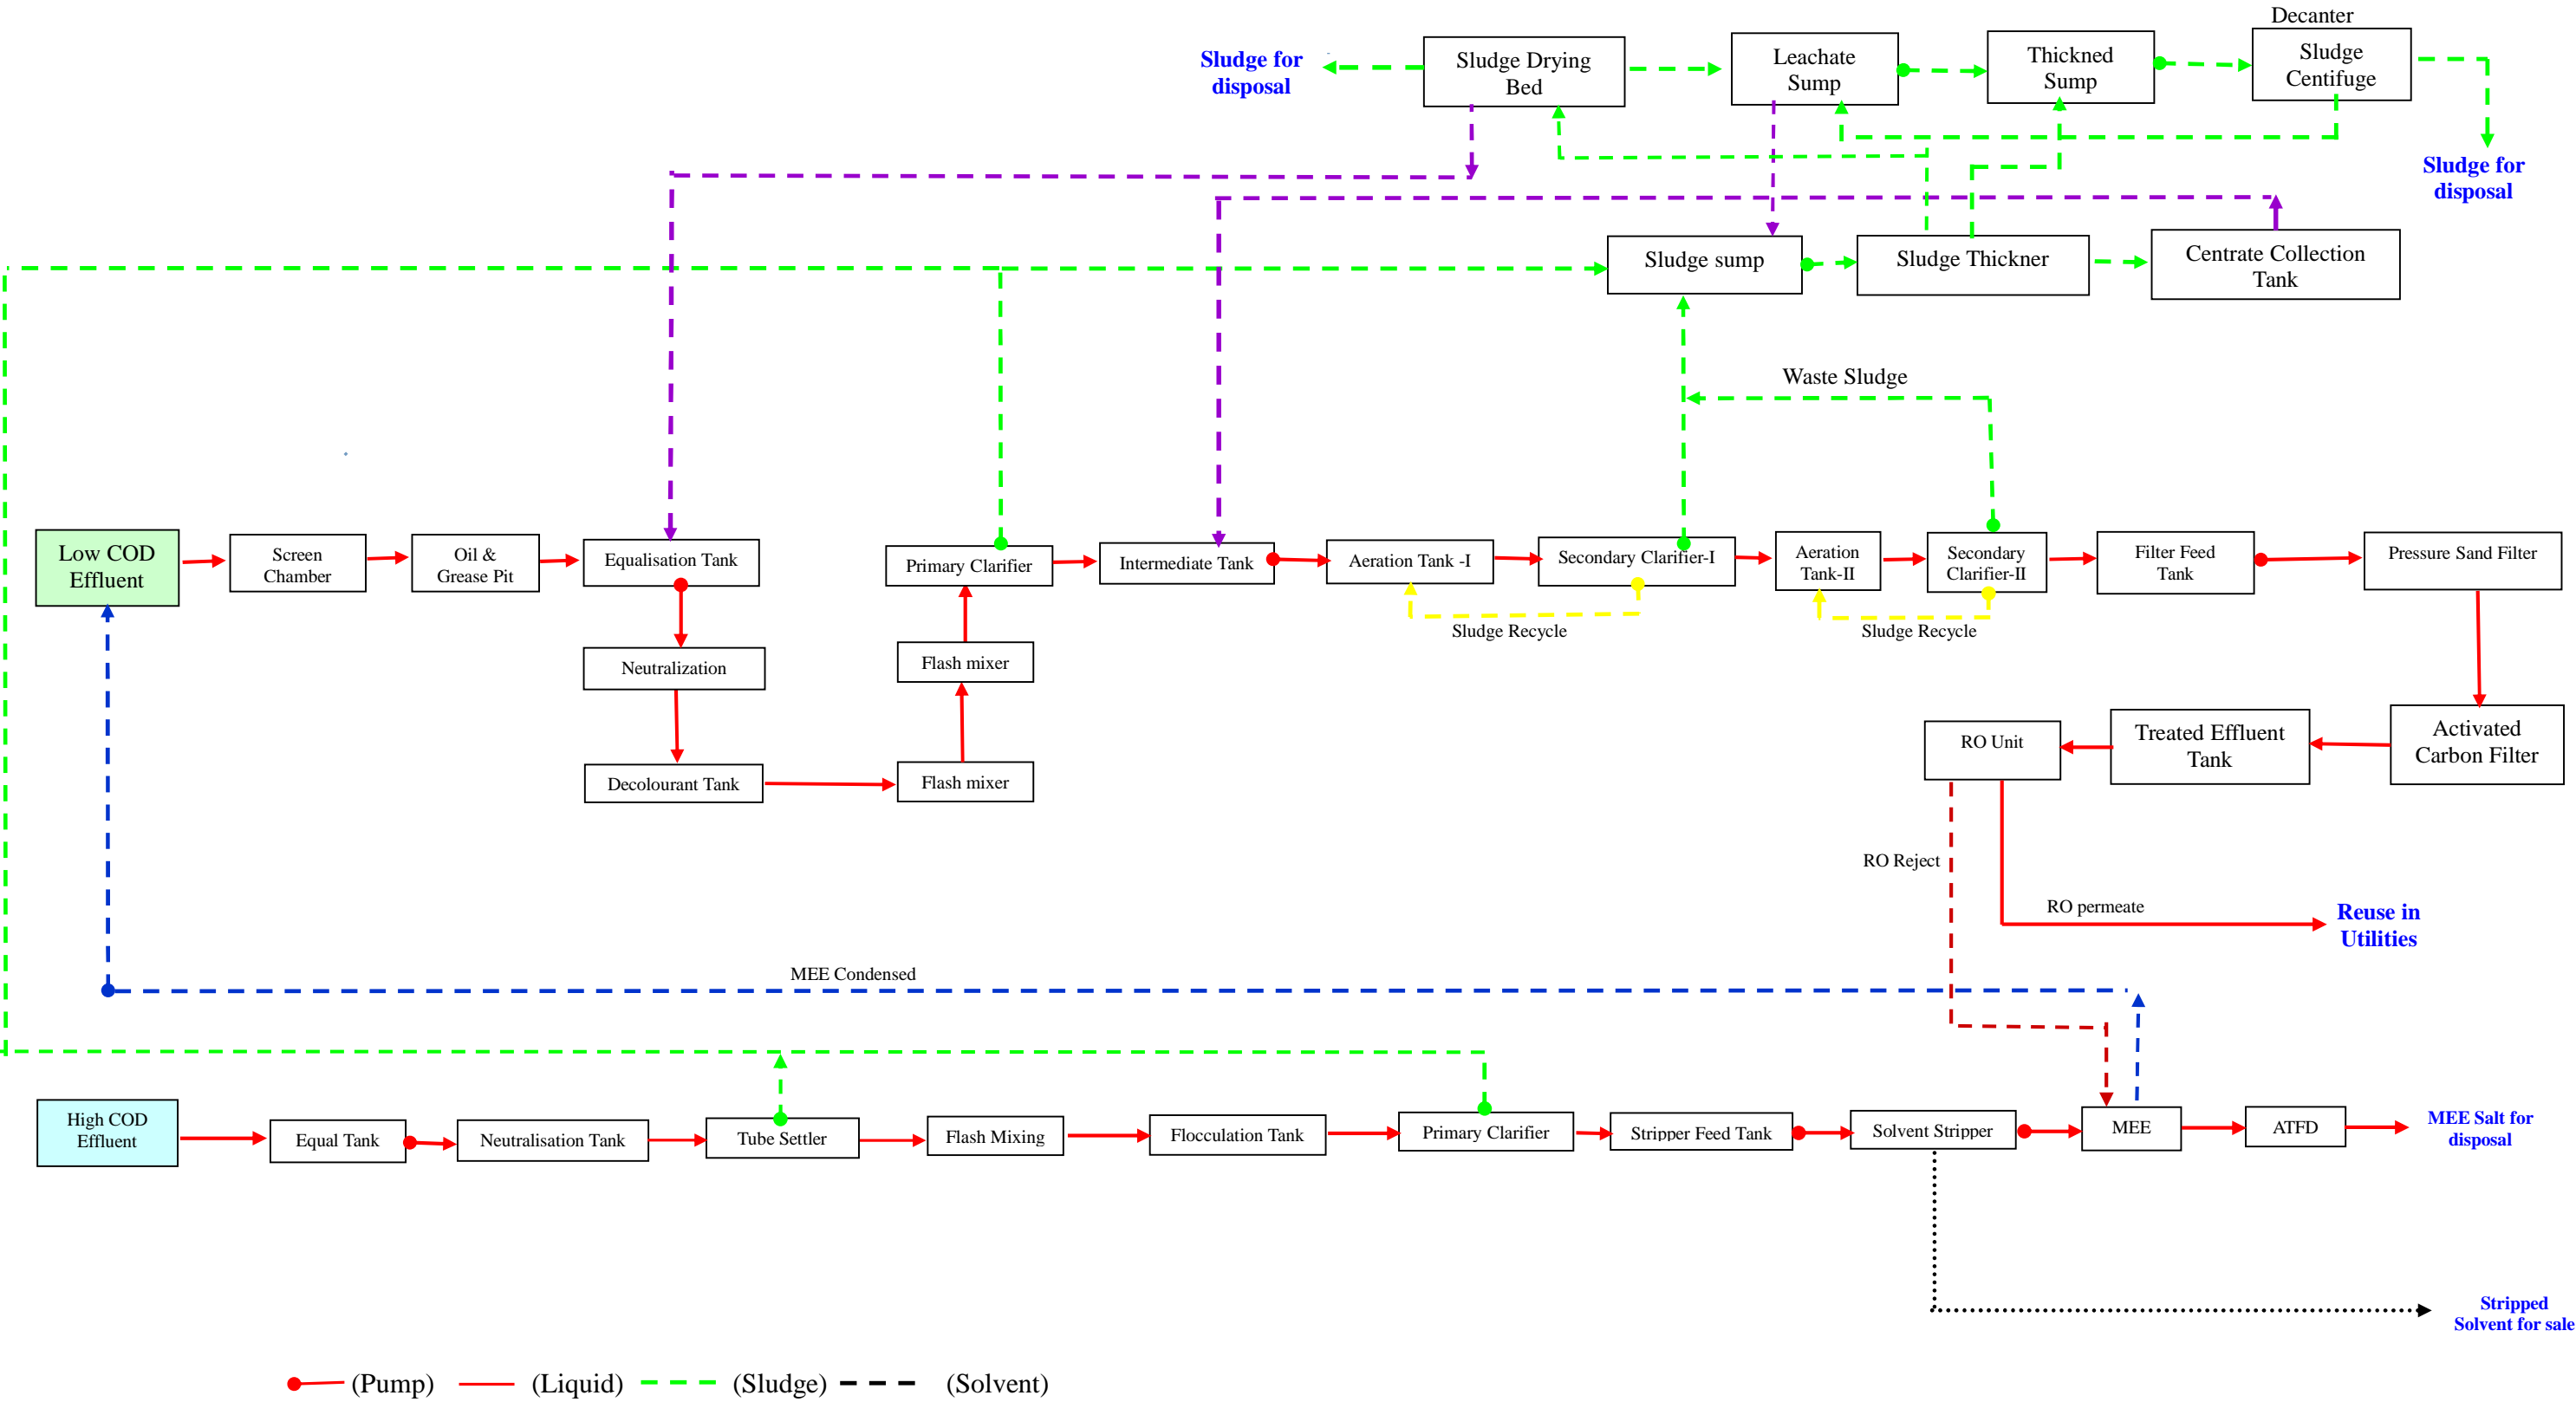 Decanter
Sludge for
disposal
Sludge Drying
Bed
Leachate
Sump
Thickned
Sump
Sludge
Centifuge
Sludge for
disposal
Sludge sump
Sludge Thickner
Centrate Collection
Tank
Waste Sludge
Low COD
Effluent
Screen
Chamber
Oil &
Grease Pit
Equalisation Tank
Primary Clarifier
Intermediate Tank
Aeration Tank -I
Secondary Clarifier-I
Aeration
Tank-II
Secondary
Clarifier-II
Filter Feed
Tank
Pressure Sand Filter
Sludge Recycle
Sludge Recycle
Neutralization
Flash mixer
Decolourant Tank
Flash mixer
RO Unit
Treated Effluent
Tank
Activated
Carbon Filter
RO Reject
RO permeate
Reuse in
Utilities
MEE Condensed
High COD
Effluent
Equal Tank
Neutralisation Tank
Tube Settler
Flash Mixing
Flocculation Tank
Primary Clarifier
Stripper Feed Tank
Solvent Stripper
MEE
ATFD
MEE Salt for
disposal
Stripped
Solvent for sale
(Pump) (Liquid) (Sludge) (Solvent)